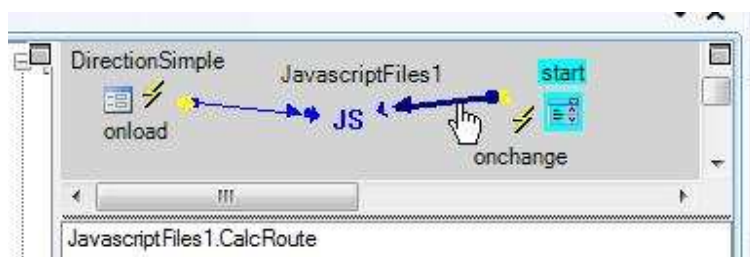 DirectionSimple
JavascriptFiles1
start
JS
onload
onchange
JavascriptFiles1.CalcRoute